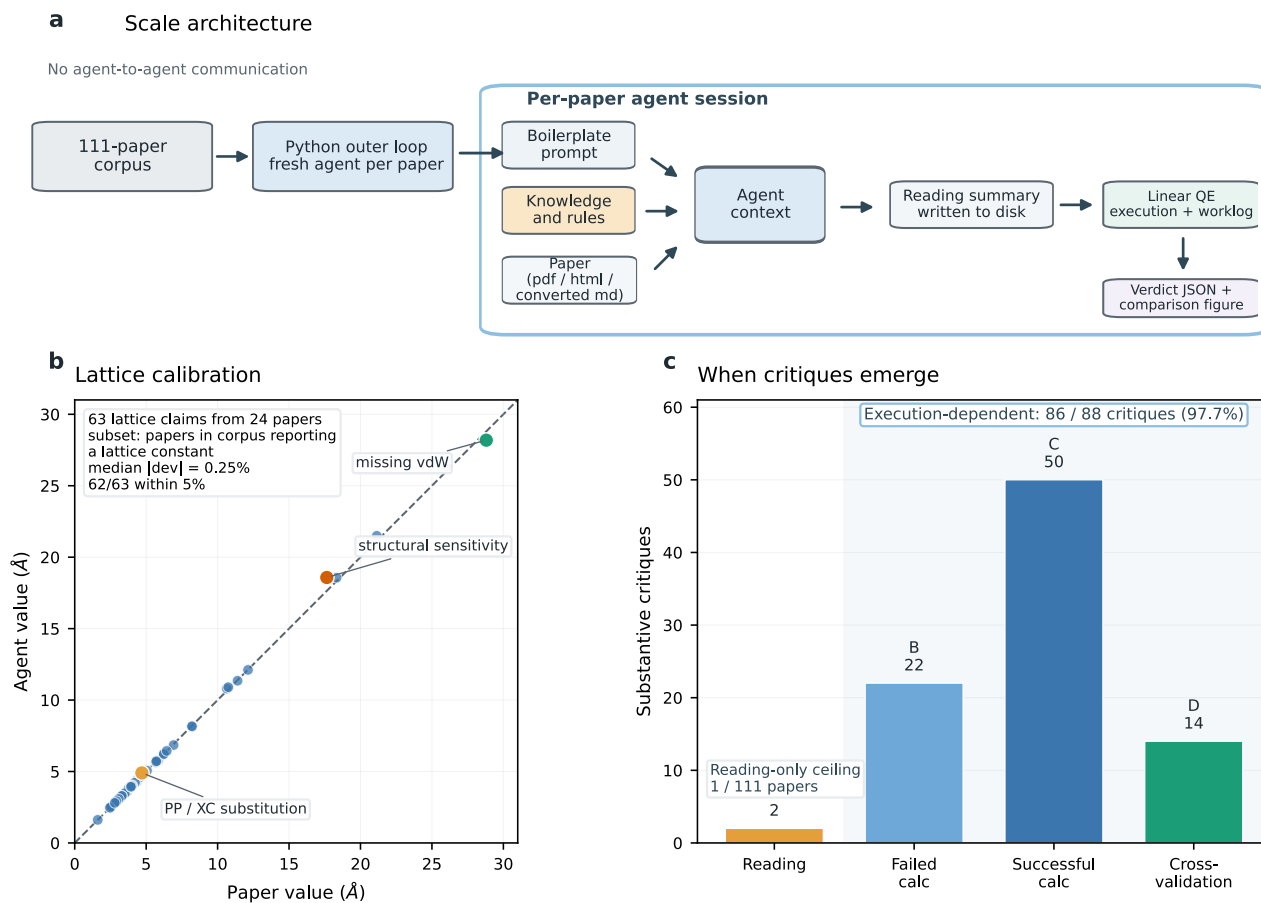 a
Scale architecture
No agent-to-agent communication
111-paper
corpus
Python outer loop
fresh agent per paper
Per-paper agent session
Boilerplate
prompt
Knowledge
and rules
Paper
(pdf / html /
converted md)
Agent
context
Reading summary
written to disk
Linear QE
execution + worklog
Verdict JSON +
comparison figure
b
Lattice calibration
63 lattice claims from 24 papers
subset: papers in corpus reporting
a lattice constant
median |dev| = 0.25%
62/63 within 5%
missing vdW
structural sensitivity
PP / XC substitution
Agent value (Å)
30
25
20
15
10
5
0
0 5 10 15 20 25 30
Paper value (Å)
c
When critiques emerge
Execution-dependent: 86 / 88 critiques (97.7%)
Substantive critiques
60
50
40
30
20
10
0
Reading-only ceiling
1 / 111 papers
2
B
22
C
50
D
14
Reading
Failed
calc
Successful
calc
Cross-
validation